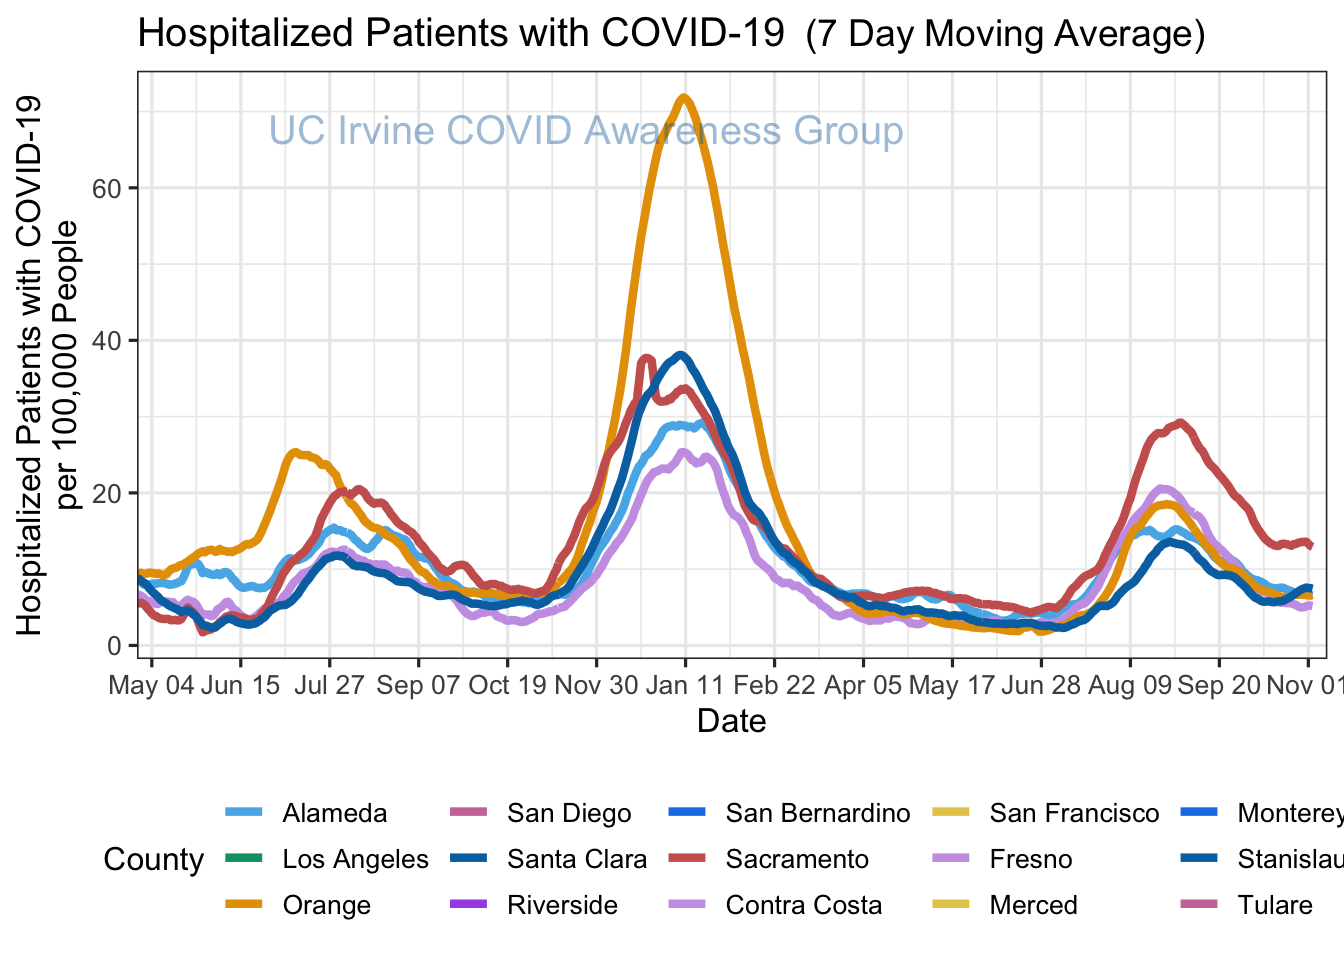 Hospitalized Patients with COVID-19 (7 Day Moving Average)
UC Irvine COVID Awareness Group
Hospitalized Patients with COVID-19
per 100,000 People
60
40
20
0
May 04 Jun 15 Jul 27 Sep 07 Oct 19 Nov 30 Jan 11 Feb 22 Apr 05 May 17 Jun 28 Aug 09 Sep 20 Nov 01
Date
County
Alameda San Diego San Bernardino San Francisco Monterey
Los Angeles Santa Clara Sacramento Fresno Stanislau
Orange Riverside Contra Costa Merced Tulare